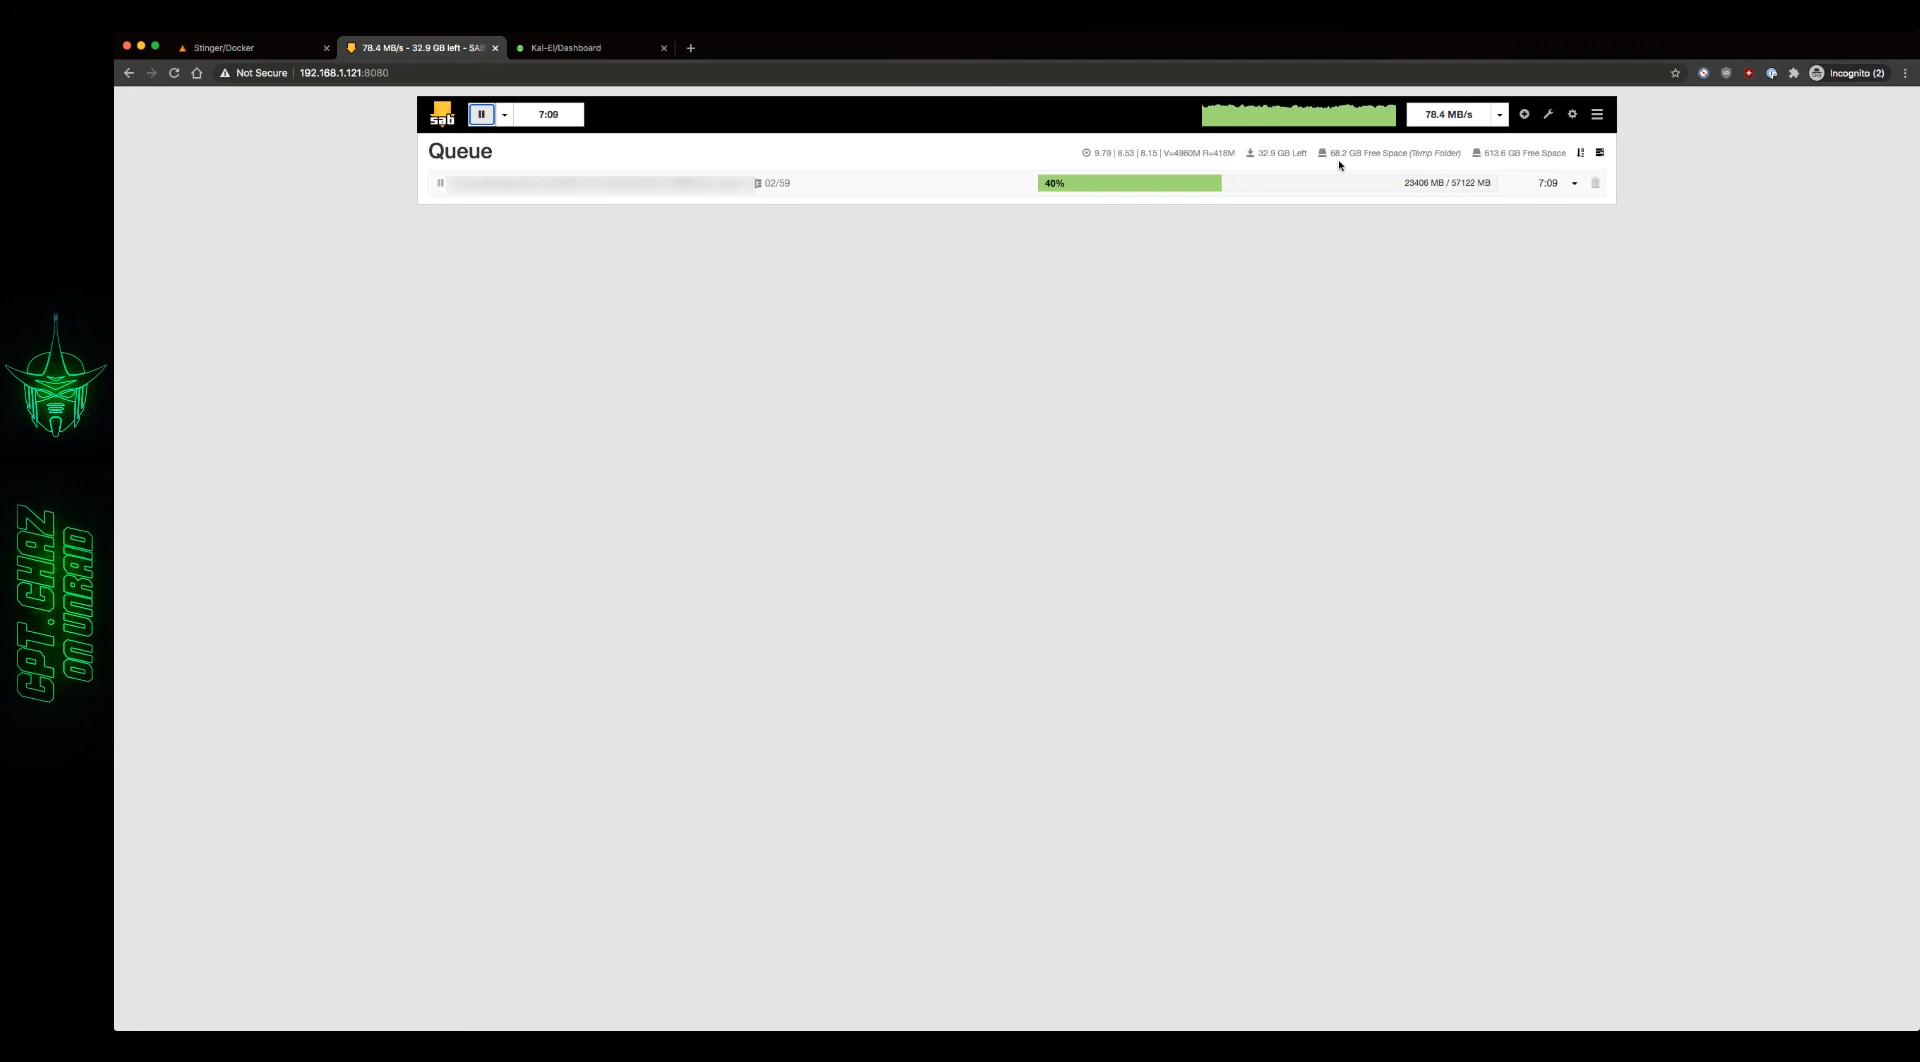 Stinger/Docker
78.4 MB/s - 32.9 GB left - SAB
Kal-El/Dashboard
Not Secure
192.168.1.121:8080
Incognito (2)
sab
7:09
78.4 MB/s
Queue
9.79 | 8.53 | 8.15 | V=4960M R=418M
32.9 GB Left
68.2 GB Free Space (Temp Folder)
613.6 GB Free Space
02/59
40%
23406 MB / 57122 MB
7:09
CPT. CHAZ
ON UNRAID